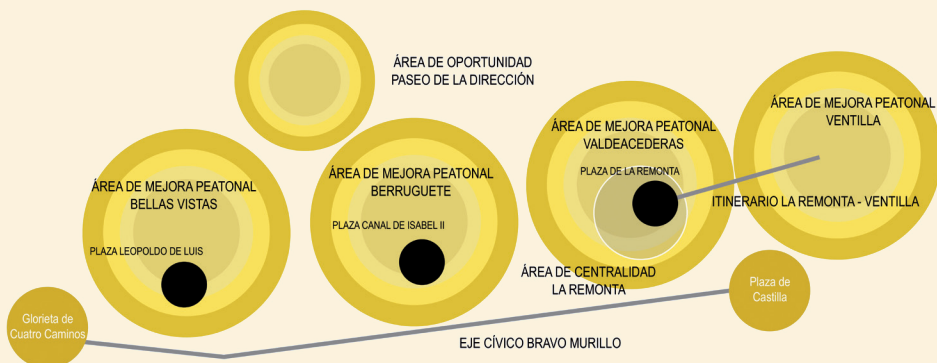 ÁREA DE OPORTUNIDAD
PASEO DE LA DIRECCIÓN
ÁREA DE MEJORA PEATONAL
VENTILLA
ÁREA DE MEJORA PEATONAL
VALDEACEDERAS
PLAZA DE LA REMONTA
ÁREA DE MEJORA PEATONAL
BERRUGUETE
ÁREA DE MEJORA PEATONAL
BELLAS VISTAS
ITINERARIO LA REMONTA - VENTILLA
PLAZA CANAL DE ISABEL II
PLAZA LEOPOLDO DE LUIS
ÁREA DE CENTRALIDAD
LA REMONTA
Plaza de
Castilla
Glorieta de
Cuatro Caminos
EJE CÍVICO BRAVO MURILLO